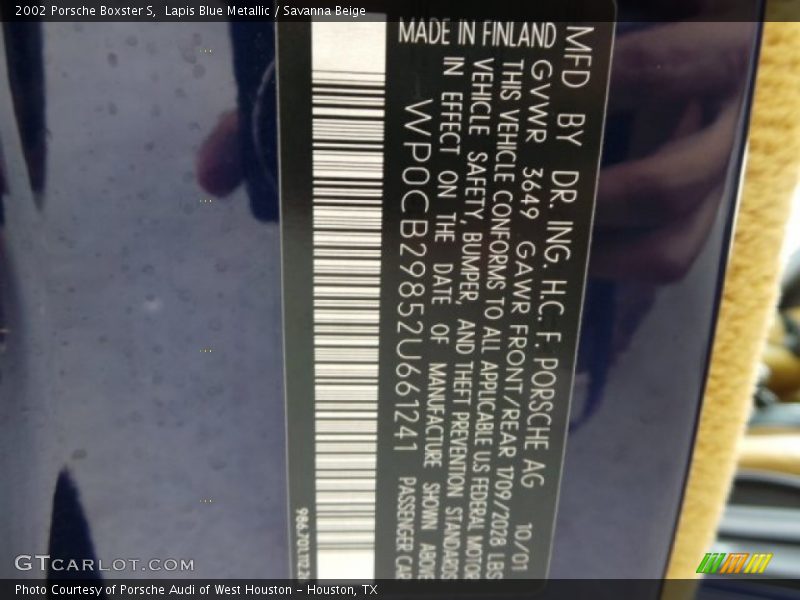 2002 Porsche Boxster S,  Lapis Blue Metallic / Savanna Beige
MFD BY DR. ING. H.C. F. PORSCHE AG 10/01
GVWR 3649 GAWR FRONT/REAR 1709/2028 LBS
THIS VEHICLE CONFORMS TO ALL APPLICABLE US FEDERAL MOTOR
VEHICLE SAFETY, BUMPER, AND THEFT PREVENTION STANDARDS
IN EFFECT ON THE DATE OF MANUFACTURE SHOWN ABOVE
WP0CB29852U661241 PASSENGER CAR
MADE IN FINLAND
GTCARLOT.COM
Photo Courtesy of Porsche Audi of West Houston – Houston, TX